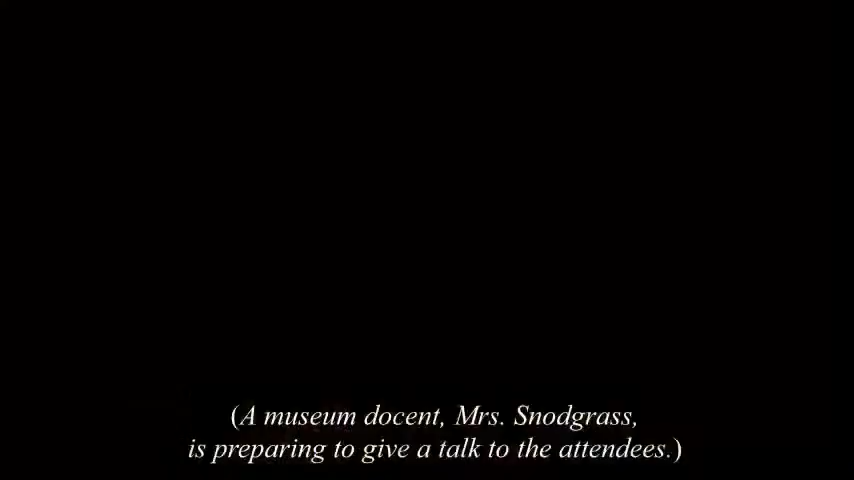 (A museum docent, Mrs. Snodgrass,
is preparing to give a talk to the attendees.)